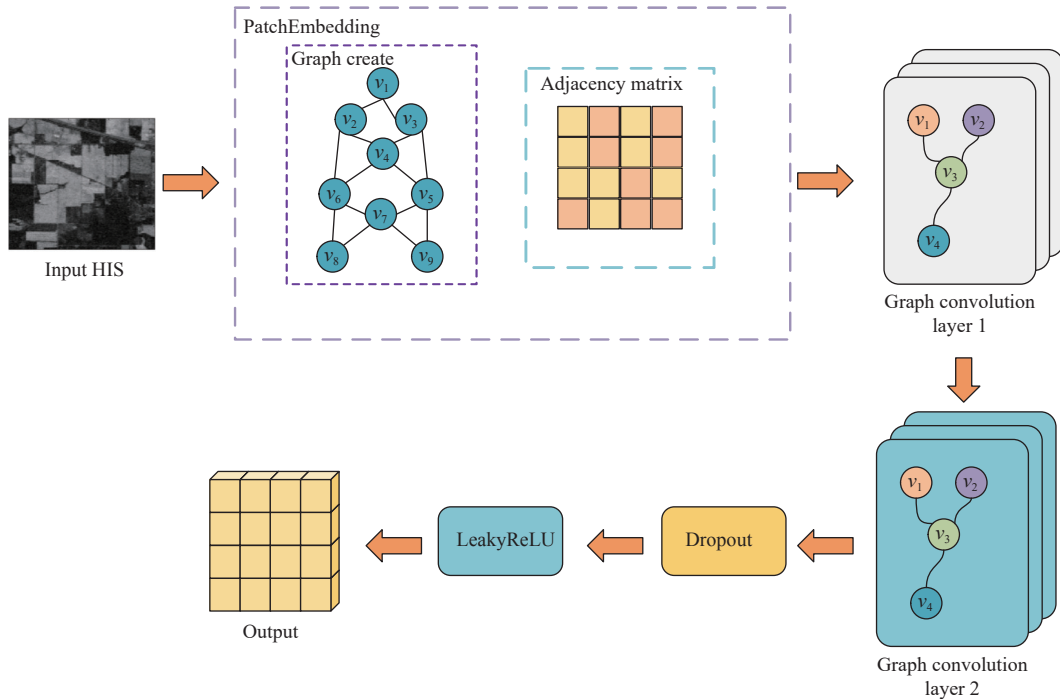 PatchEmbedding
Graph create
v1
v2
v3
v4
v6
v5
v7
v8
v9
Adjacency matrix
Input HIS
v1
v2
v3
v4
Graph convolution
layer 1
v1
v2
v3
v4
Graph convolution
layer 2
Dropout
LeakyReLU
Output